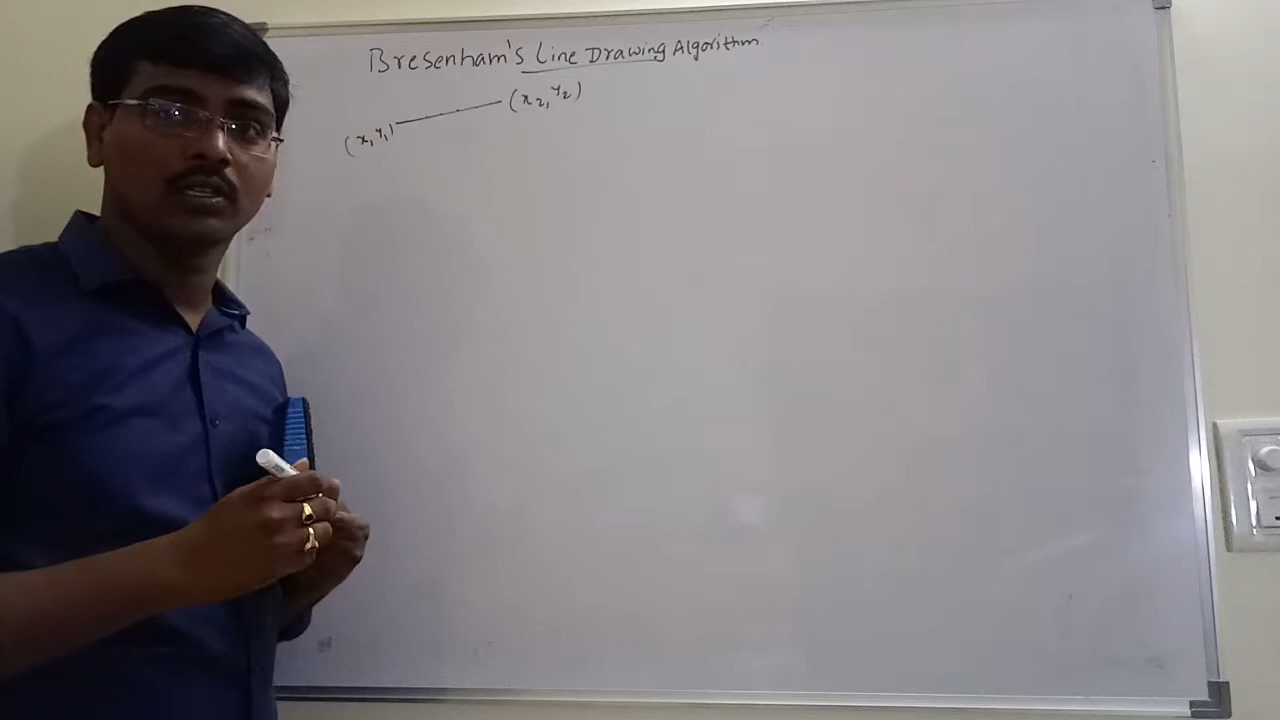 Bresenham's Line Drawing Algorithm.
(x2, y2)
(x1 y1)